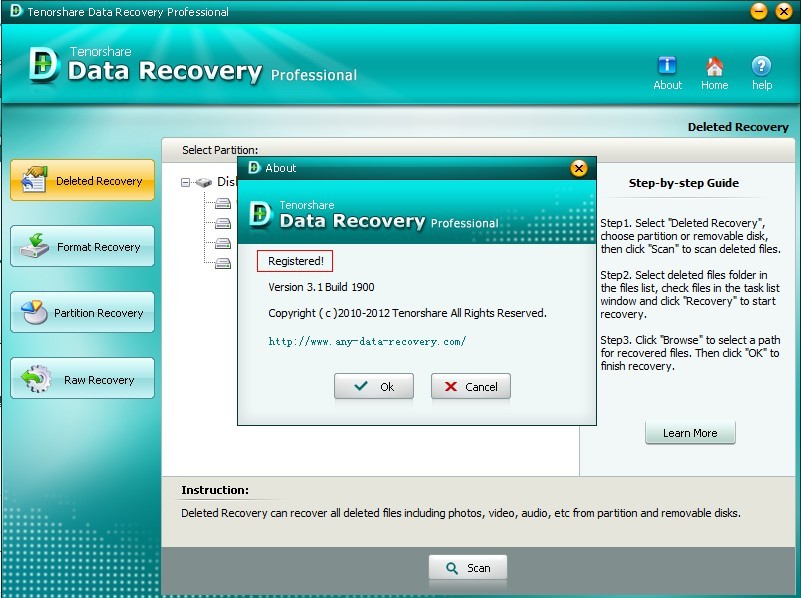 Tenorshare Data Recovery Professional
Tenorshare
Data Recovery Professional
About
Home
help
Deleted Recovery
Deleted Recovery
Format Recovery
Partition Recovery
Raw Recovery
Select Partition:
About
Tenorshare
Data Recovery Professional
Registered!
Version 3.1 Build 1900
Copyright ( c )2010-2012 Tenorshare All Rights Reserved.
http://www.any-data-recovery.com/
Ok
Cancel
Step-by-step Guide
Step1. Select "Deleted Recovery",
choose partition or removable disk,
then click "Scan" to scan deleted files.
Step2. Select deleted files folder in
the files list, check files in the task list
window and click "Recovery" to start
recovery.
Step3. Click "Browse" to select a path
for recovered files. Then click "OK" to
finish recovery.
Learn More
Instruction:
Deleted Recovery can recover all deleted files including photos, video, audio, etc from partition and removable disks.
Scan